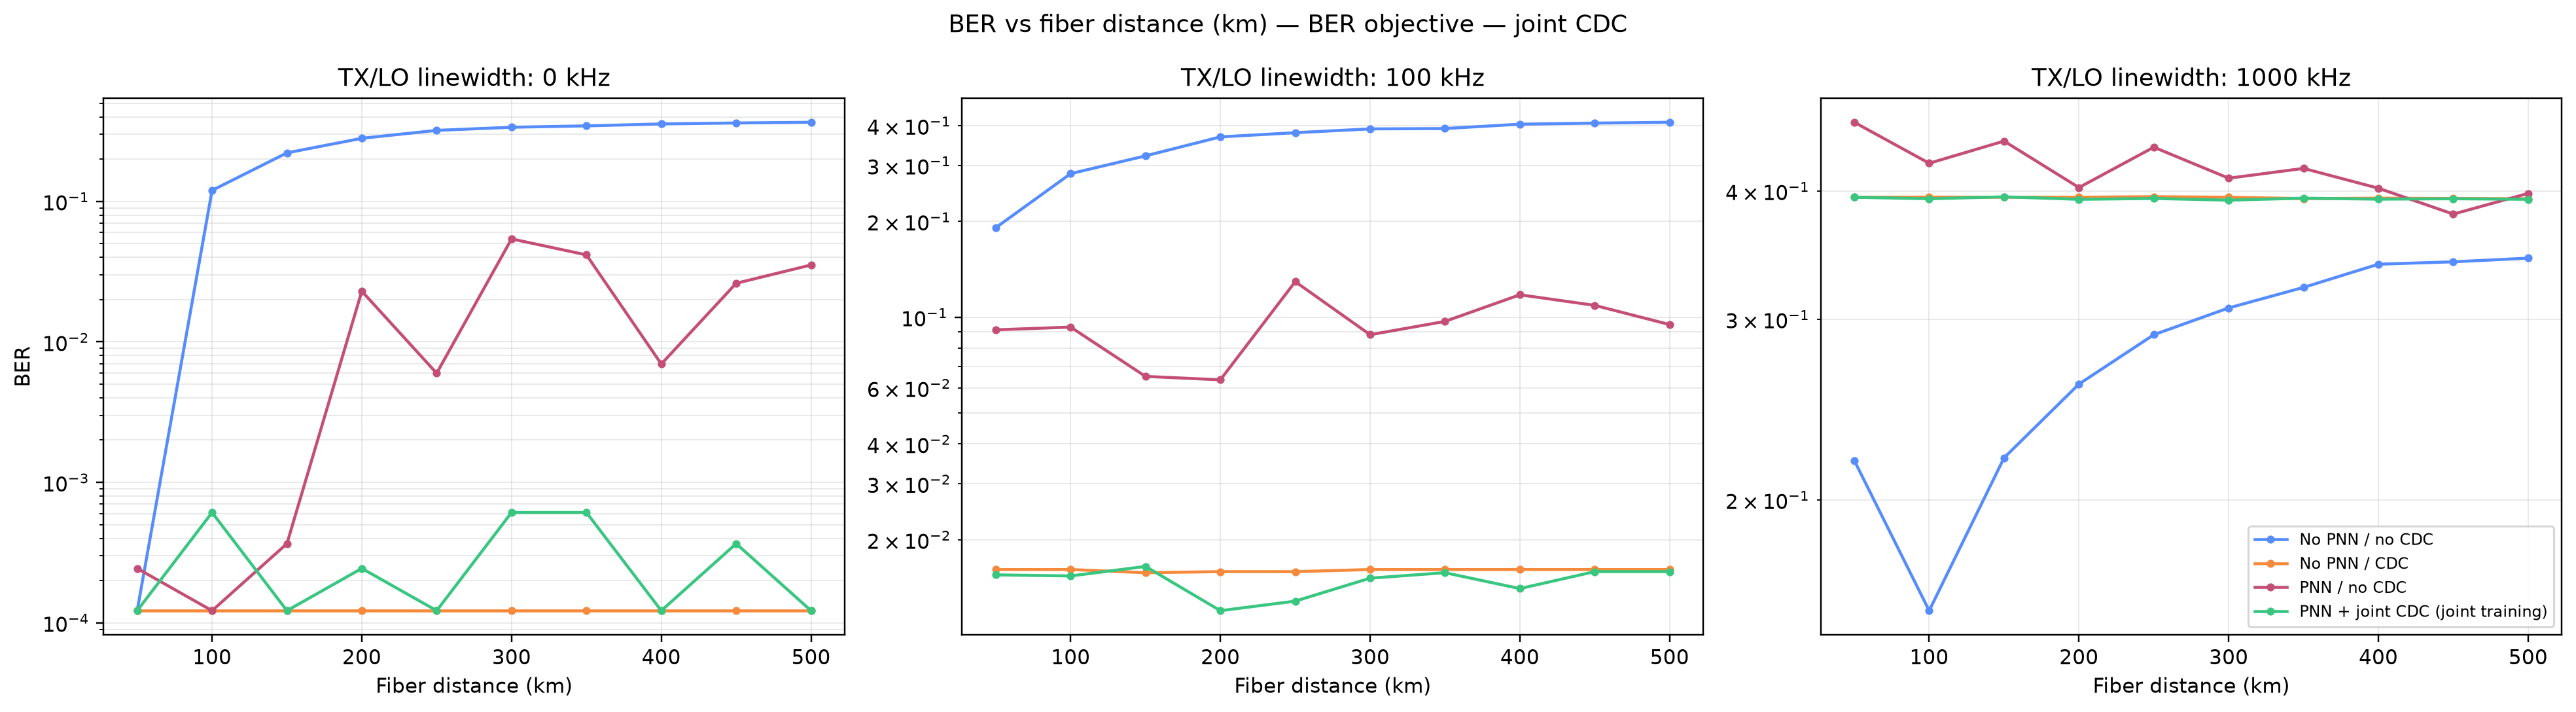 BER vs fiber distance (km) — BER objective — joint CDC
TX/LO linewidth: 0 kHz
BER
10⁻¹
10⁻²
10⁻³
10⁻⁴
100 200 300 400 500
Fiber distance (km)
TX/LO linewidth: 100 kHz
4 × 10⁻¹
3 × 10⁻¹
2 × 10⁻¹
10⁻¹
6 × 10⁻²
4 × 10⁻²
3 × 10⁻²
2 × 10⁻²
100 200 300 400 500
Fiber distance (km)
TX/LO linewidth: 1000 kHz
4 × 10⁻¹
3 × 10⁻¹
2 × 10⁻¹
No PNN / no CDC
No PNN / CDC
PNN / no CDC
PNN + joint CDC (joint training)
100 200 300 400 500
Fiber distance (km)